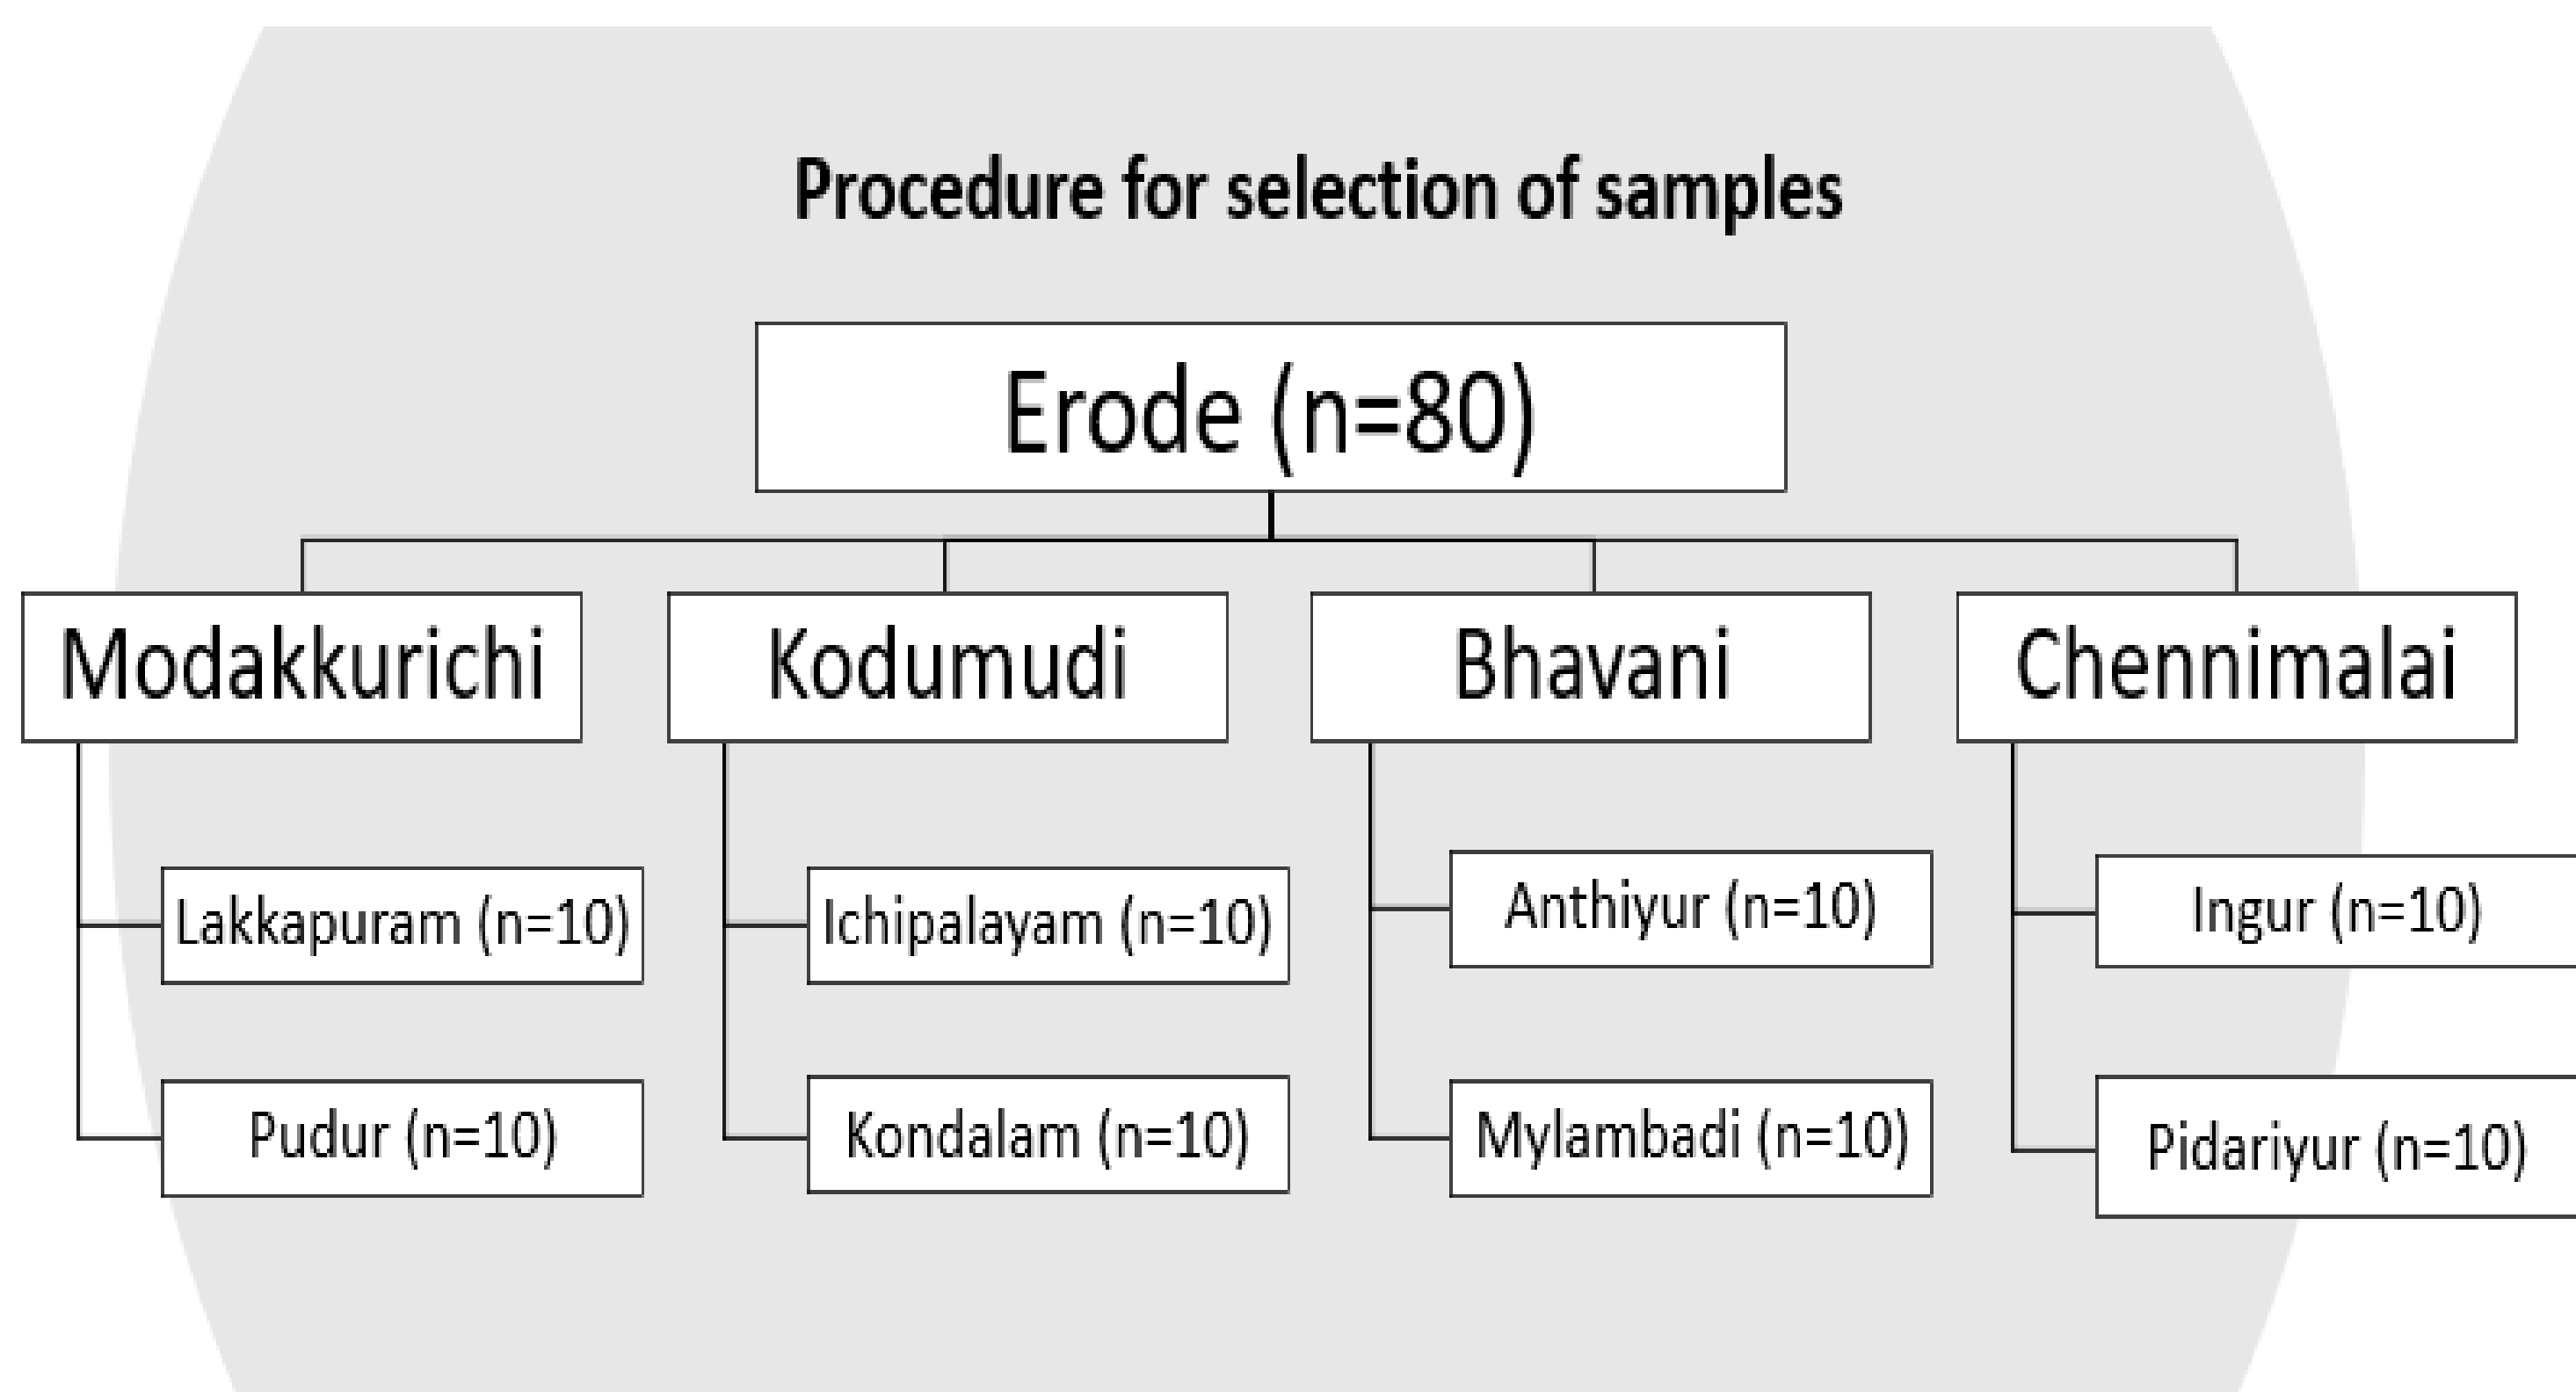 Procedure for selection of samples
Erode (n=80)
Modakkurichi
Kodumudi
Bhavani
Chennimalai
Lakkapuram (n=10)
Ichipalayam (n=10)
Anthiyur (n=10)
Ingur (n=10)
Pudur (n=10)
Kondalam (n=10)
Mylambadi (n=10)
Pidariyur (n=10)